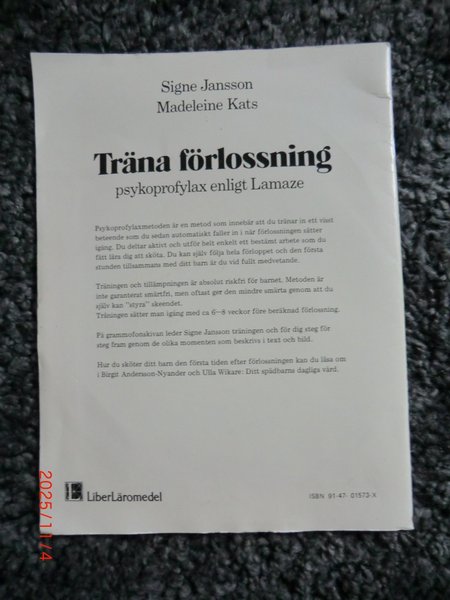 Signe Jansson
Madeleine Kats
Träna förlossning
psykoprofylax enligt Lamaze
Psykoprofylaxmetoden är en metod som innebär att du tränar in ett visst
beteende som du sedan automatiskt faller in i när förlossningen sätter
igång. Du deltar aktivt och utför helt enkelt ett bestämt arbete som du
fått lära dig att sköta. Du kan själv följa hela förloppet och den första
stunden tillsammans med ditt barn är du vid fullt medvetande.
Träningen och tillämpningen är absolut riskfri för barnet. Metoden är
inte garanterat smärtfri, men oftast ger den mindre smärta genom att du
själv kan "styra" skeendet.
Träningen sätter man igång med ca 6—8 veckor före beräknad förlossning.
På grammofonskivan leder Signe Jansson träningen och för dig steg för
steg fram genom de olika momenten som beskrivs i text och bild.
Hur du sköter ditt barn den första tiden efter förlossningen kan du läsa om
i Birgit Andersson-Nyander och Ulla Wikare: Ditt spädbarns dagliga vård.
LiberLäromedel
ISBN 91-47-01573-X
2025/11/4